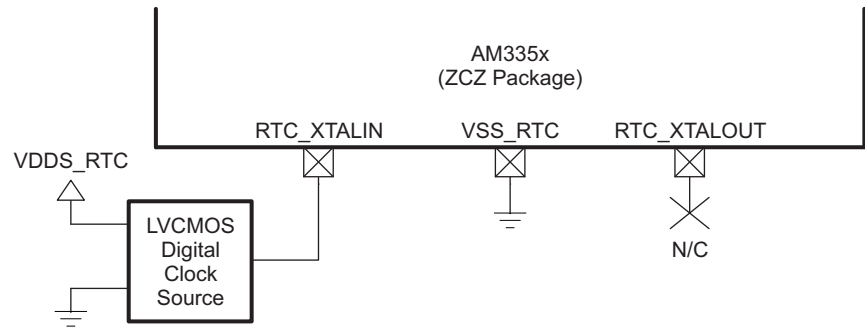 AM335x
(ZCZ Package)
RTC_XTALIN
VSS_RTC
RTC_XTALOUT
VDDS_RTC
LVCMOS
Digital
Clock
Source
N/C